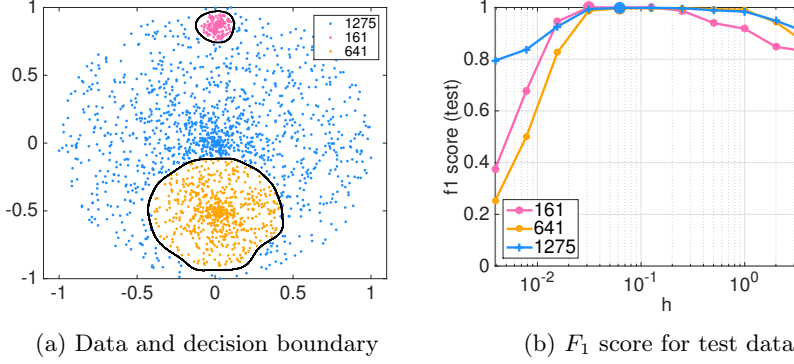 1
0.5
0
-0.5
-1
-1 -0.5 0 0.5 1
1275
161
641
(a) Data and decision boundary
1
0.8
0.6
0.4
0.2
0
f1 score (test)
161
641
1275
10^-2 10^-1 10^0
h
(b) F_1 score for test data